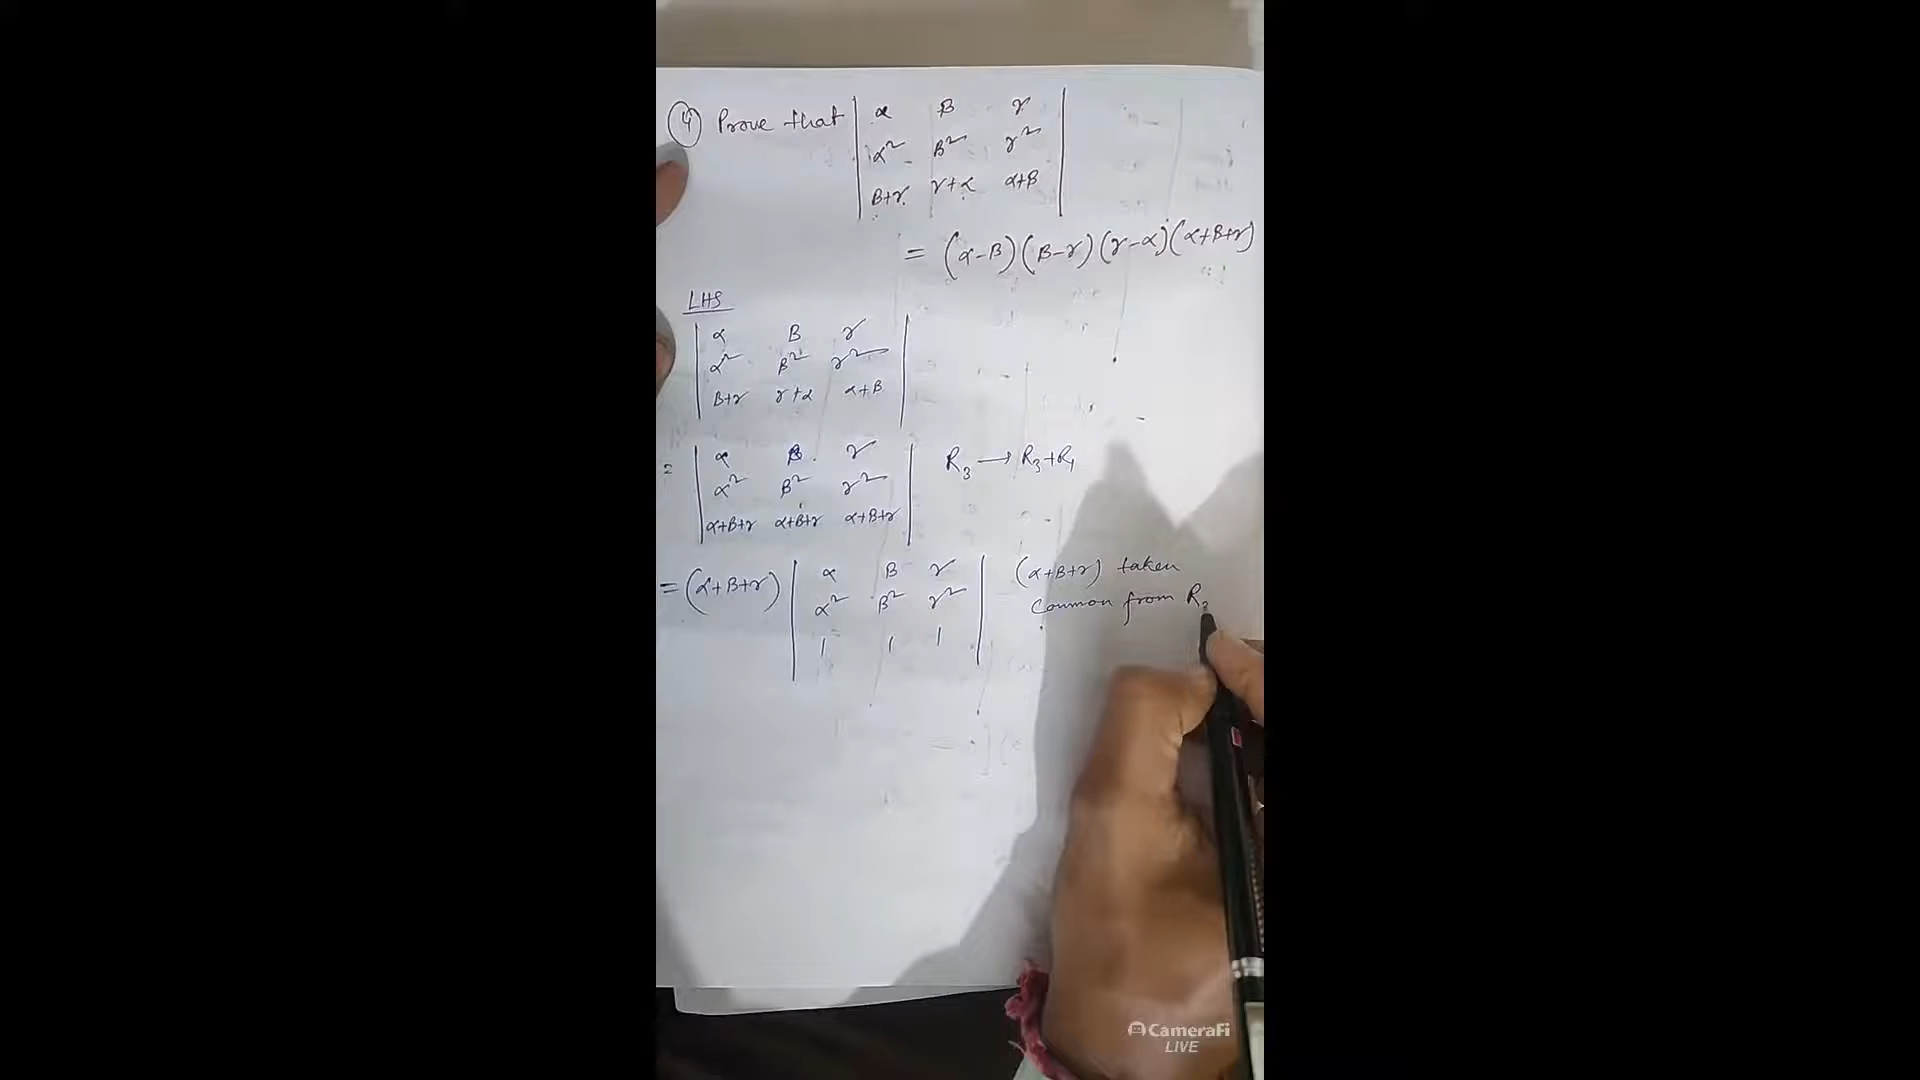 ④ Prove that | α β γ |
| α² β² γ² |
| β+γ γ+α α+β |
= (α-β)(β-γ)(γ-α)(α+β+γ)
LHS
| α β γ |
| α² β² γ² |
| β+γ γ+α α+β |
= | α β γ | R₃ → R₃+R₁
| α² β² γ² |
| α+β+γ α+β+γ α+β+γ |
= (α+β+γ) | α β γ | (α+β+γ) taken
| α² β² γ² | common from R₃
| 1 1 1 |
CameraFi
LIVE